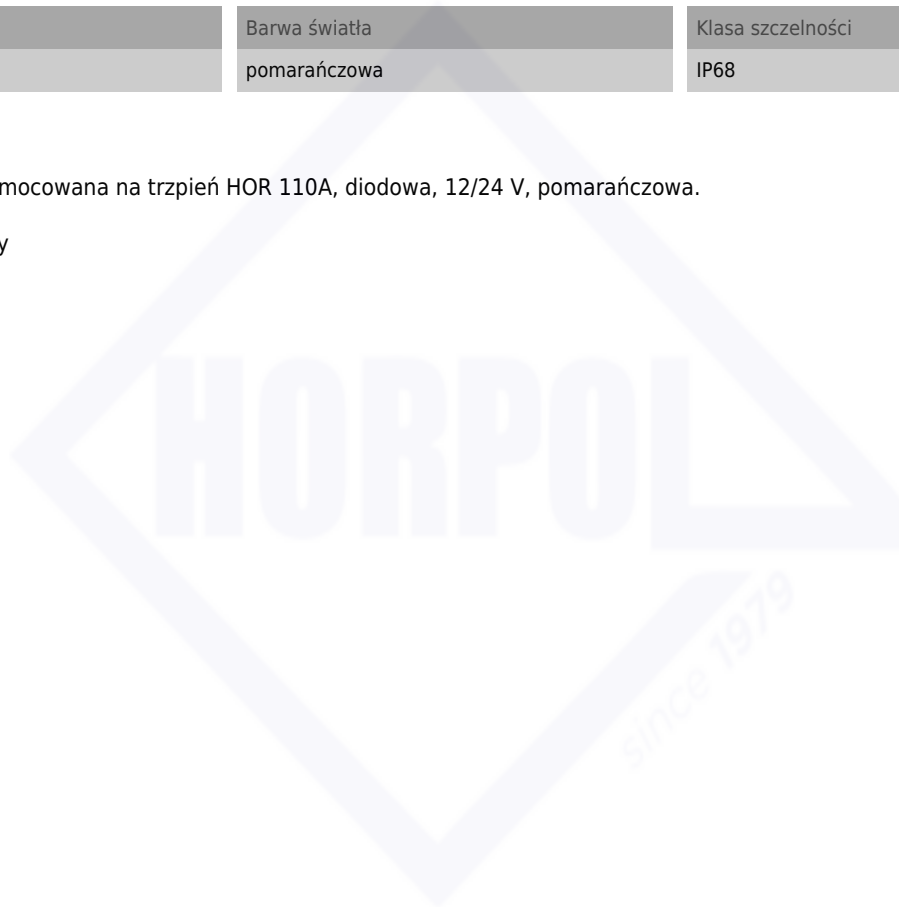 Barwa światła
Klasa szczelności
pomarańczowa
IP68
mocowana na trzpień HOR 110A, diodowa, 12/24 V, pomarańczowa.
y
HORPOL
since 1979